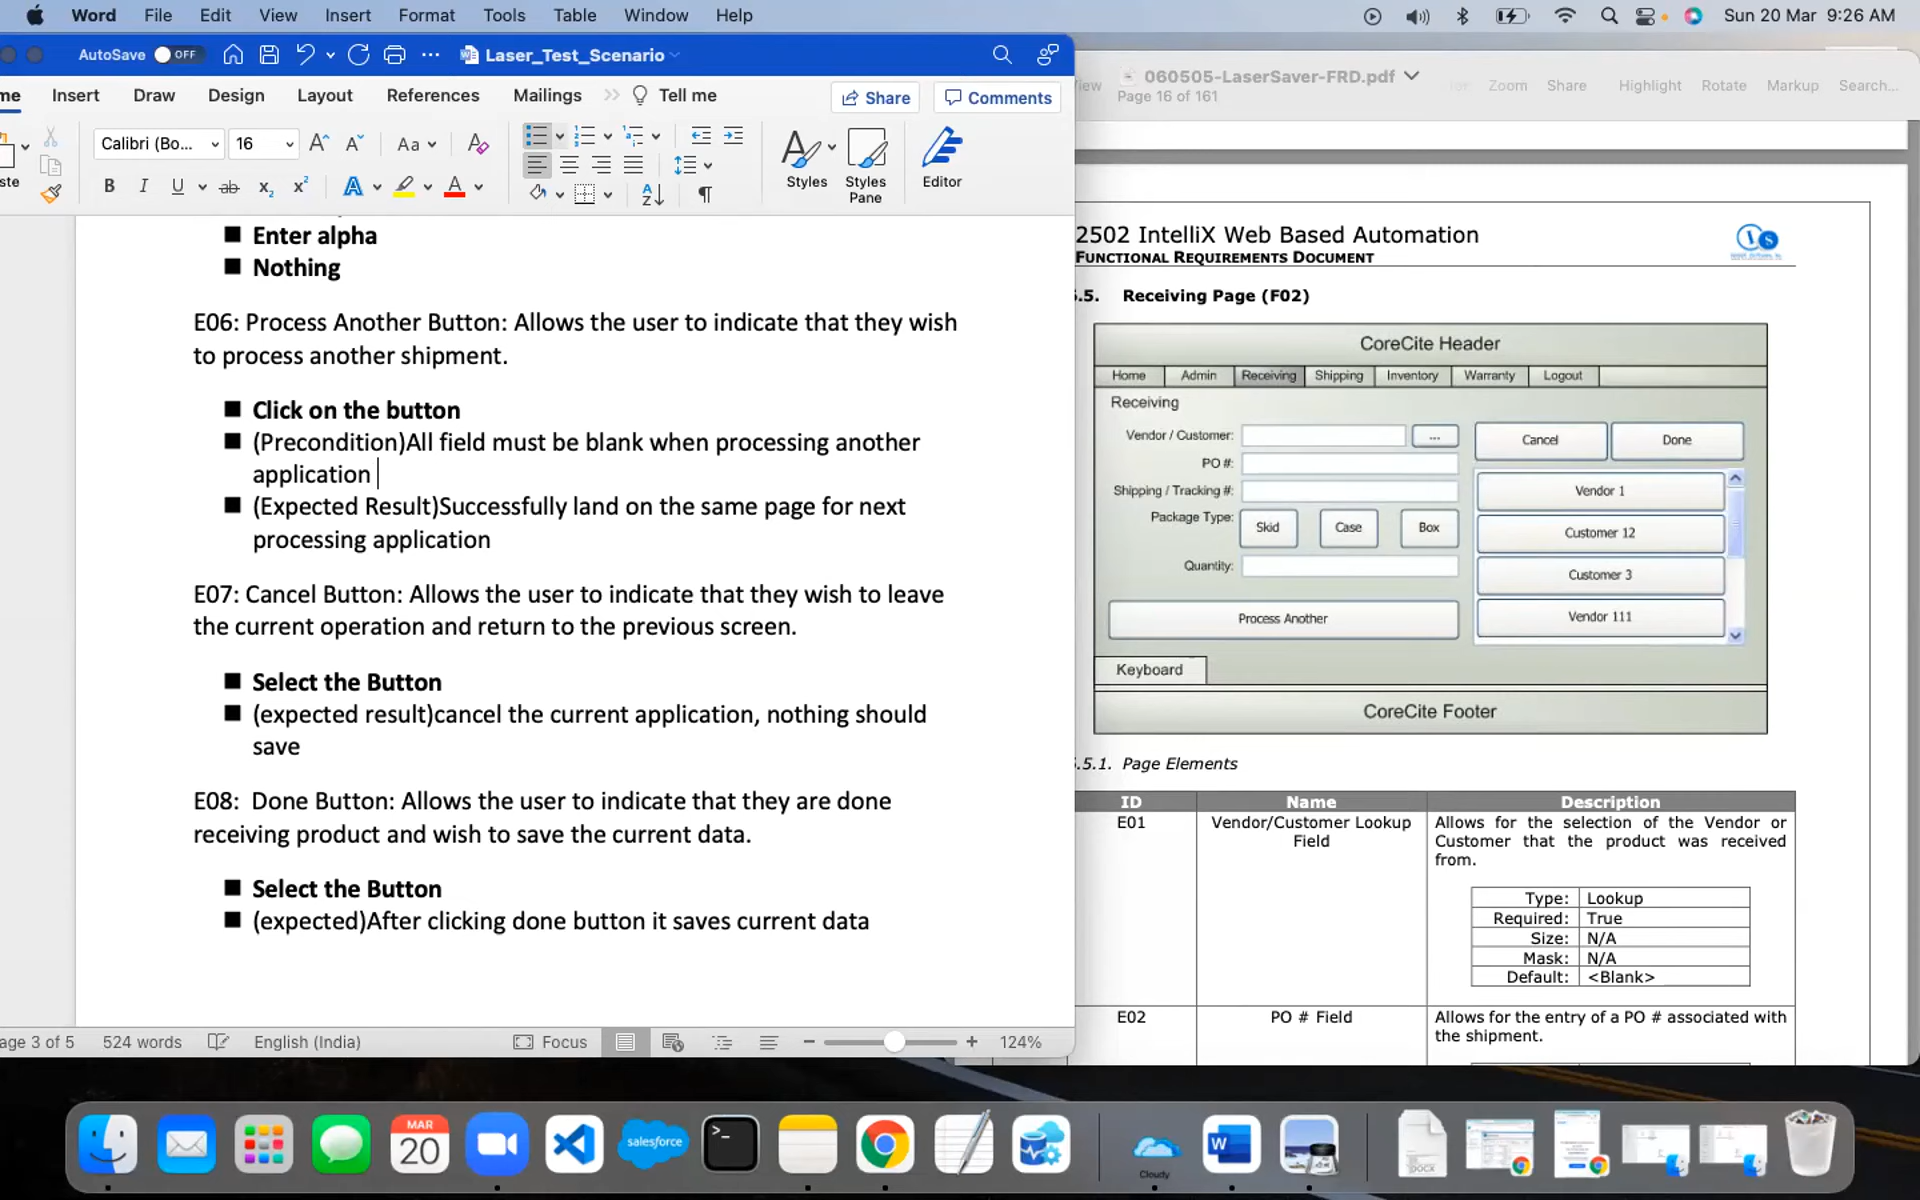 Word File Edit View Insert Format Tools Table Window Help Sun 20 Mar 9:26 AM
AutoSave OFF Laser_Test_Scenario
me Insert Draw Design Layout References Mailings Tell me Share Comments
Calibri (Bo... 16 Aa
ste
Styles Styles Pane Editor
Enter alpha
Nothing
E06: Process Another Button: Allows the user to indicate that they wish
to process another shipment.
Click on the button
(Precondition)All field must be blank when processing another
application
(Expected Result)Successfully land on the same page for next
processing application
E07: Cancel Button: Allows the user to indicate that they wish to leave
the current operation and return to the previous screen.
Select the Button
(expected result)cancel the current application, nothing should
save
E08: Done Button: Allows the user to indicate that they are done
receiving product and wish to save the current data.
Select the Button
(expected)After clicking done button it saves current data
age 3 of 5 524 words English (India) Focus 124%
iew 060505-LaserSaver-FRD.pdf Zoom Share Highlight Rotate Markup Search...
Page 16 of 161
2502 IntelliX Web Based Automation
FUNCTIONAL REQUIREMENTS DOCUMENT
.5. Receiving Page (F02)
CoreCite Header
Home Admin Receiving Shipping Inventory Warranty Logout
Receiving
Vendor / Customer: ... Cancel Done
PO #:
Shipping / Tracking #: Vendor 1
Package Type: Skid Case Box Customer 12
Quantity: Customer 3
Process Another Vendor 111
Keyboard
CoreCite Footer
.5.1. Page Elements
ID Name Description
E01 Vendor/Customer Lookup Field Allows for the selection of the Vendor or
Customer that the product was received
from.
Type: Lookup
Required: True
Size: N/A
Mask: N/A
Default: <Blank>
E02 PO # Field Allows for the entry of a PO # associated with
the shipment.
MAR
20
salesforce
Cloudy
DOCX